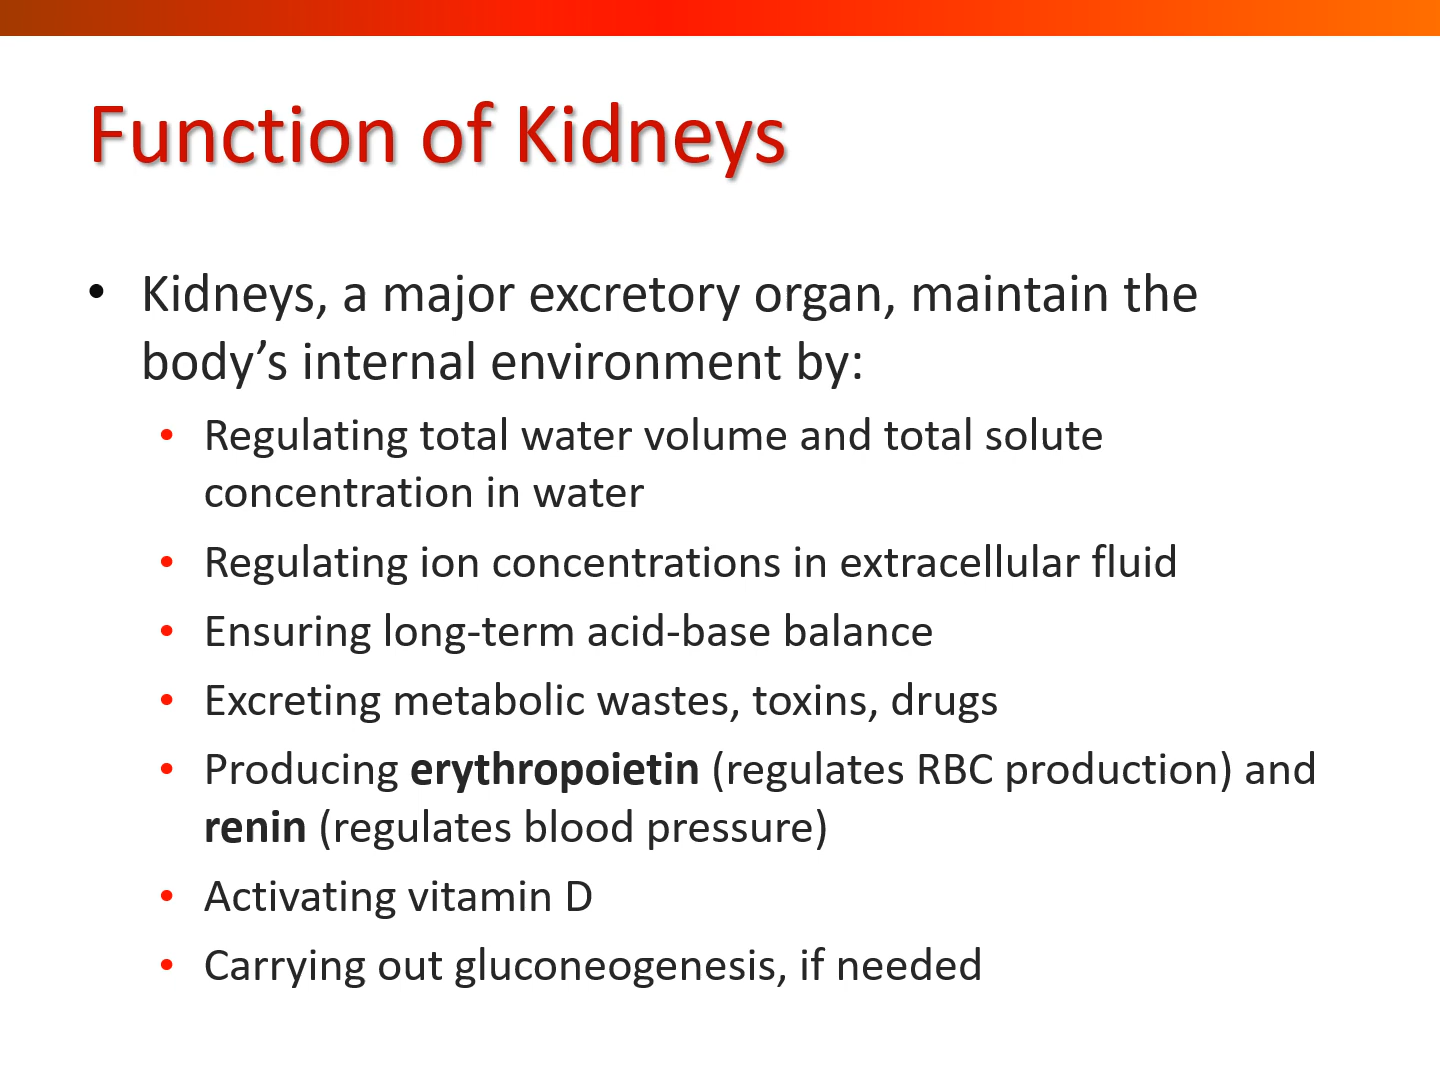 Function of Kidneys
• Kidneys, a major excretory organ, maintain the
body’s internal environment by:
• Regulating total water volume and total solute
concentration in water
• Regulating ion concentrations in extracellular fluid
• Ensuring long-term acid-base balance
• Excreting metabolic wastes, toxins, drugs
• Producing erythropoietin (regulates RBC production) and
renin (regulates blood pressure)
• Activating vitamin D
• Carrying out gluconeogenesis, if needed